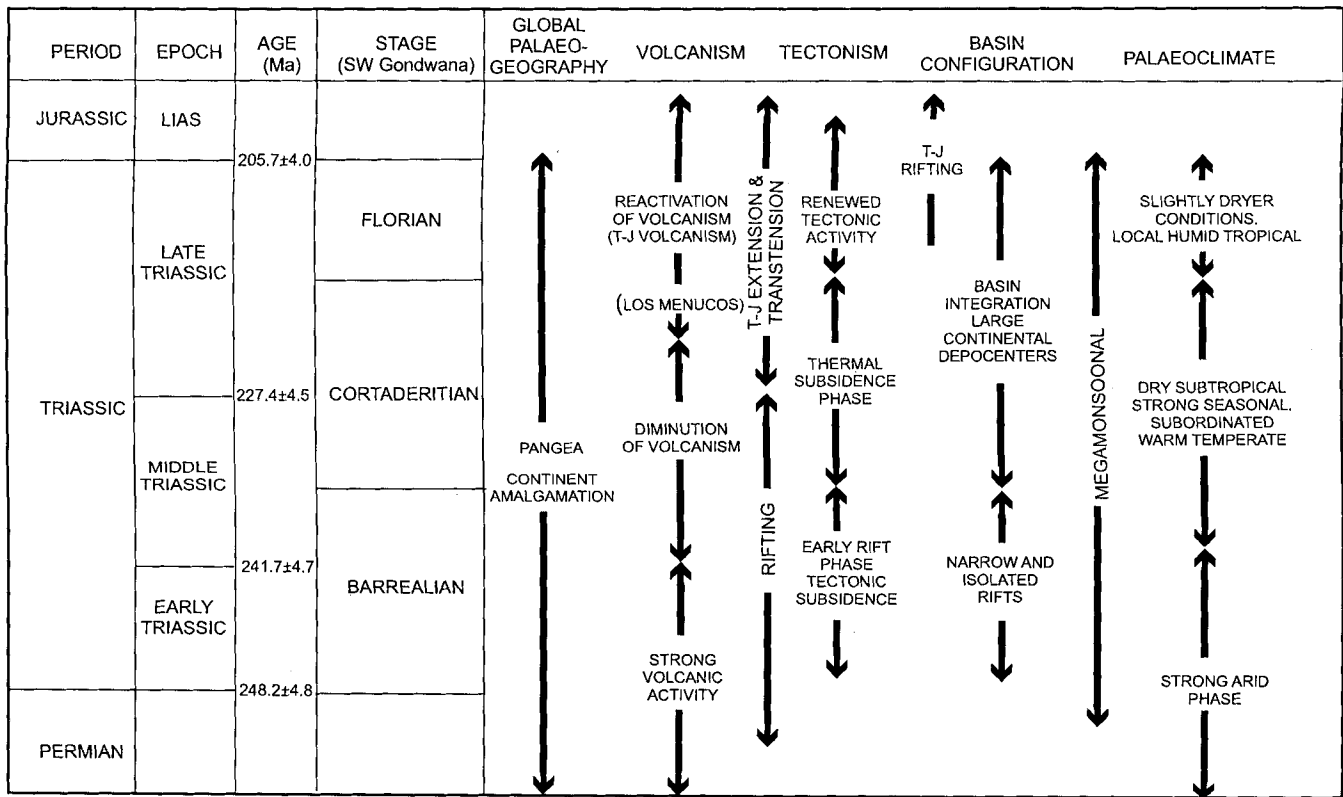 PERIOD
EPOCH
AGE
(Ma)
STAGE
(SW Gondwana)
GLOBAL
PALAEO-
GEOGRAPHY
VOLCANISM
TECTONISM
BASIN
CONFIGURATION
PALAEOCLIMATE
JURASSIC
LIAS
205.7±4.0
TRIASSIC
LATE
TRIASSIC
227.4±4.5
MIDDLE
TRIASSIC
241.7±4.7
EARLY
TRIASSIC
248.2±4.8
PERMIAN
FLORIAN
CORTADERITIAN
BARREALIAN
PANGEA
CONTINENT
AMALGAMATION
REACTIVATION
OF VOLCANISM
(T-J VOLCANISM)
(LOS MENUCOS)
DIMINUTION
OF VOLCANISM
STRONG
VOLCANIC
ACTIVITY
T-J EXTENSION &
TRANSTENSION
RIFTING
RENEWED
TECTONIC
ACTIVITY
THERMAL
SUBSIDENCE
PHASE
EARLY RIFT
PHASE
TECTONIC
SUBSIDENCE
T-J
RIFTING
BASIN
INTEGRATION
LARGE
CONTINENTAL
DEPOCENTERS
NARROW AND
ISOLATED
RIFTS
MEGAMONSOONAL
SLIGHTLY DRYER
CONDITIONS.
LOCAL HUMID TROPICAL
DRY SUBTROPICAL
STRONG SEASONAL,
SUBORDINATED
WARM TEMPERATE
STRONG ARID
PHASE